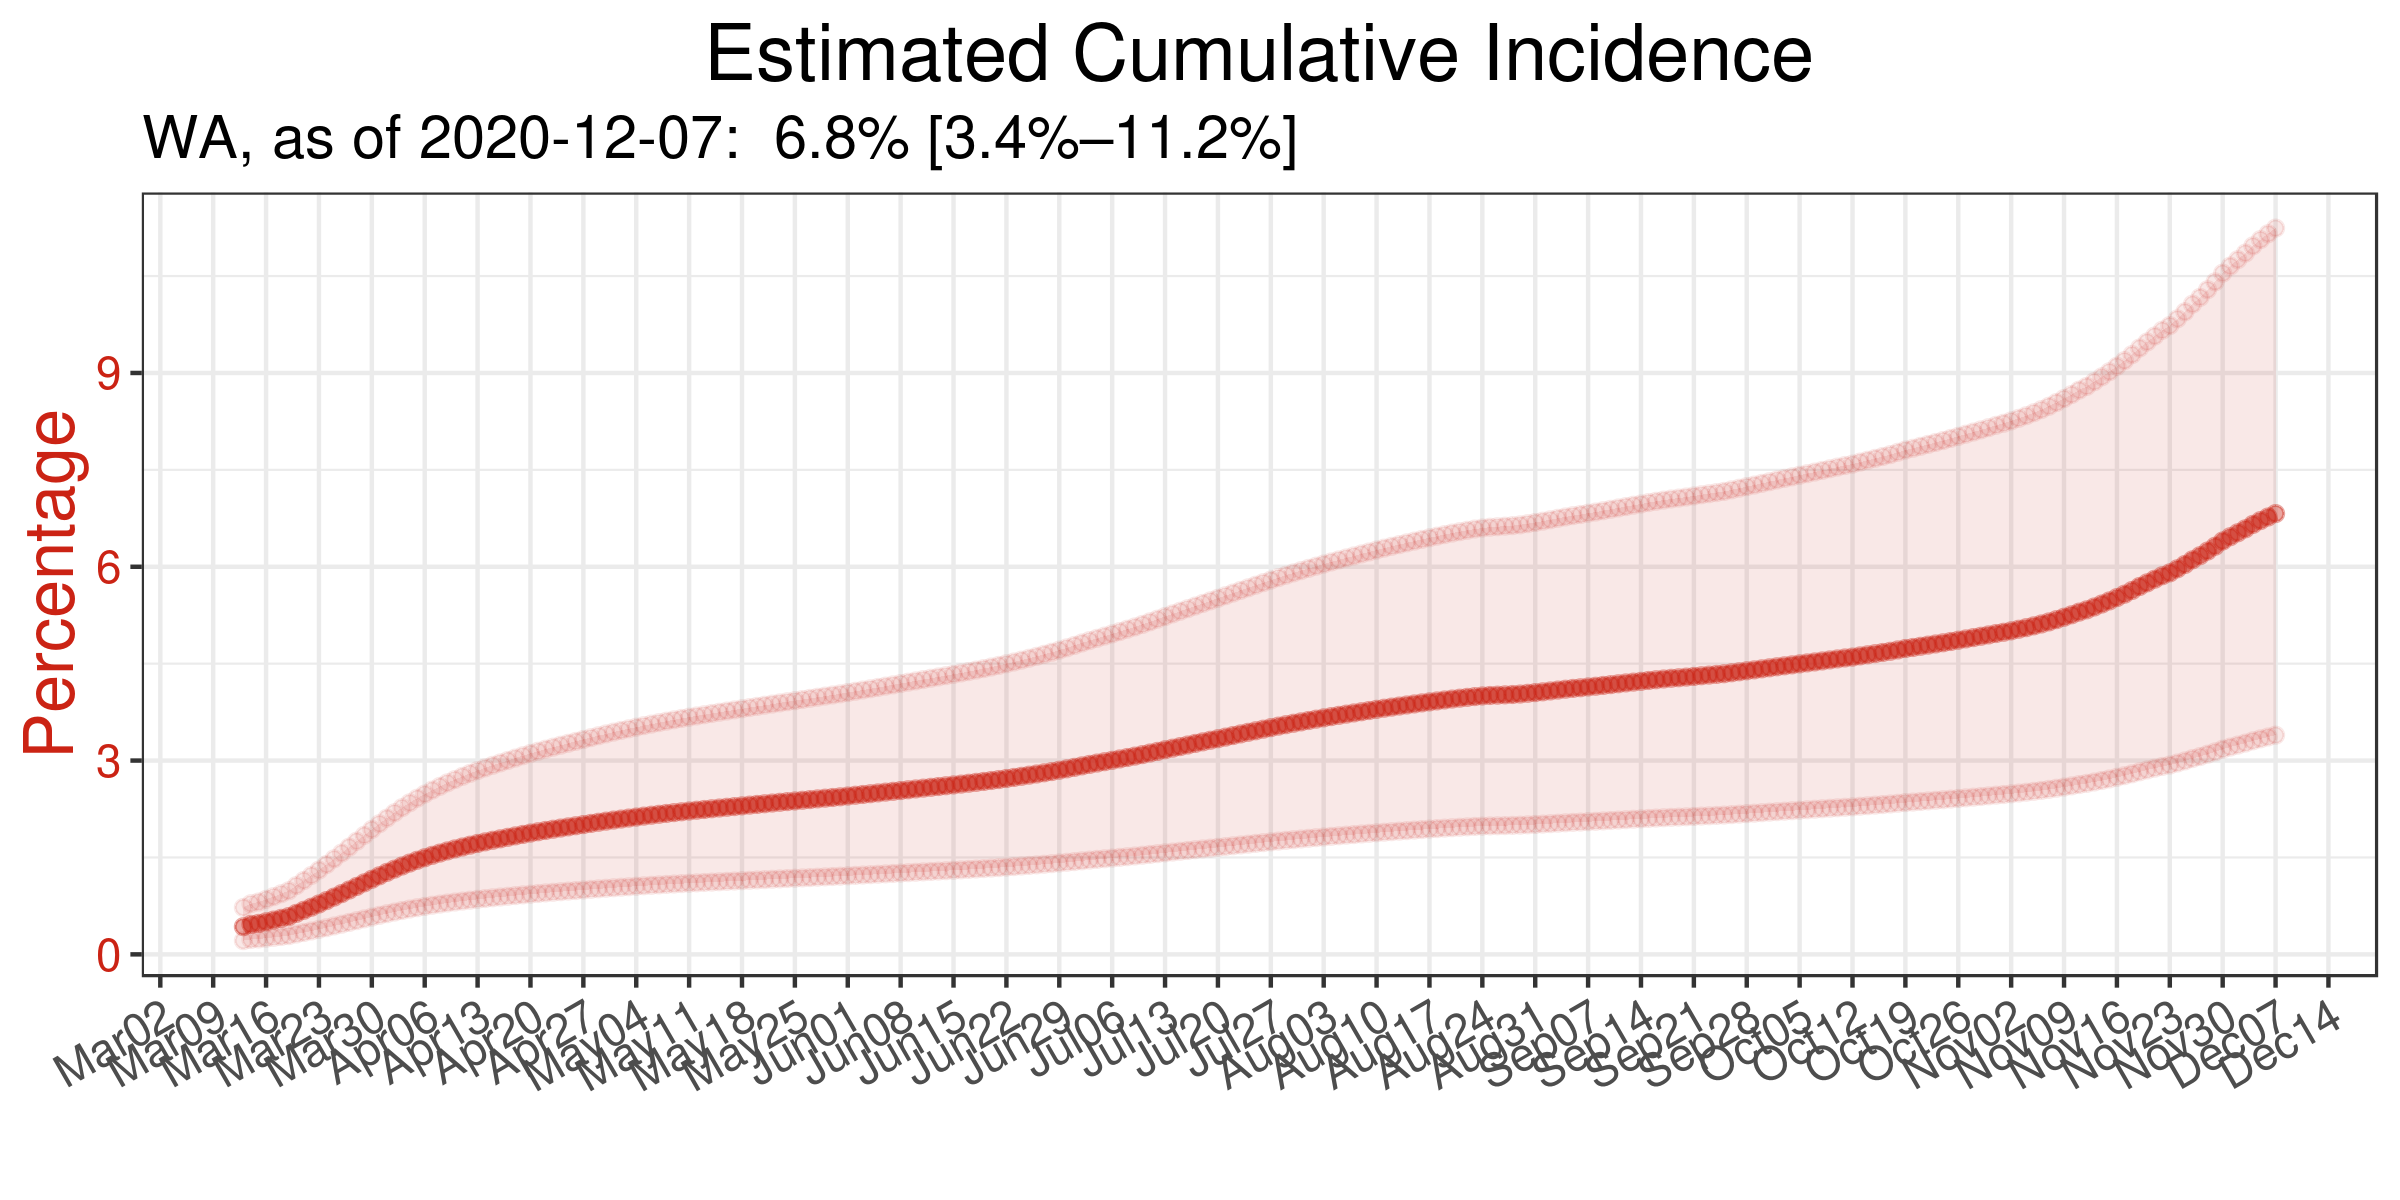 Estimated Cumulative Incidence
WA, as of 2020-12-07: 6.8% [3.4%–11.2%]
Percentage
9
6
3
0
Mar02
Mar09
Mar16
Mar23
Mar30
Apr06
Apr13
Apr20
Apr27
May04
May11
May18
May25
Jun01
Jun08
Jun15
Jun22
Jun29
Jul06
Jul13
Jul20
Jul27
Aug03
Aug10
Aug17
Aug24
Aug31
Sep07
Sep14
Sep21
Sep28
Oct05
Oct12
Oct19
Oct26
Nov02
Nov09
Nov16
Nov23
Nov30
Dec07
Dec14